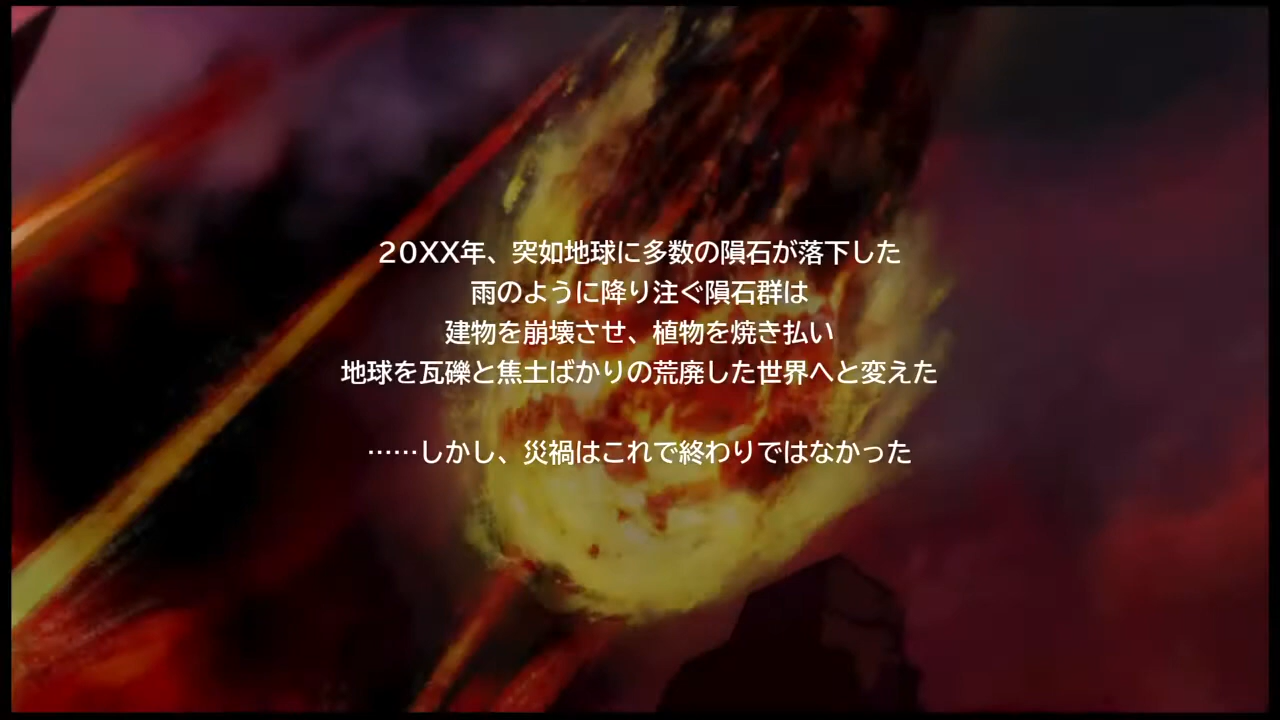 20XX年、突如地球に多数の隕石が落下した
雨のように降り注ぐ隕石群は
建物を崩壊させ、植物を焼き払い
地球を瓦礫と焦土ばかりの荒廃した世界へと変えた
……しかし、災禍はこれで終わりではなかった